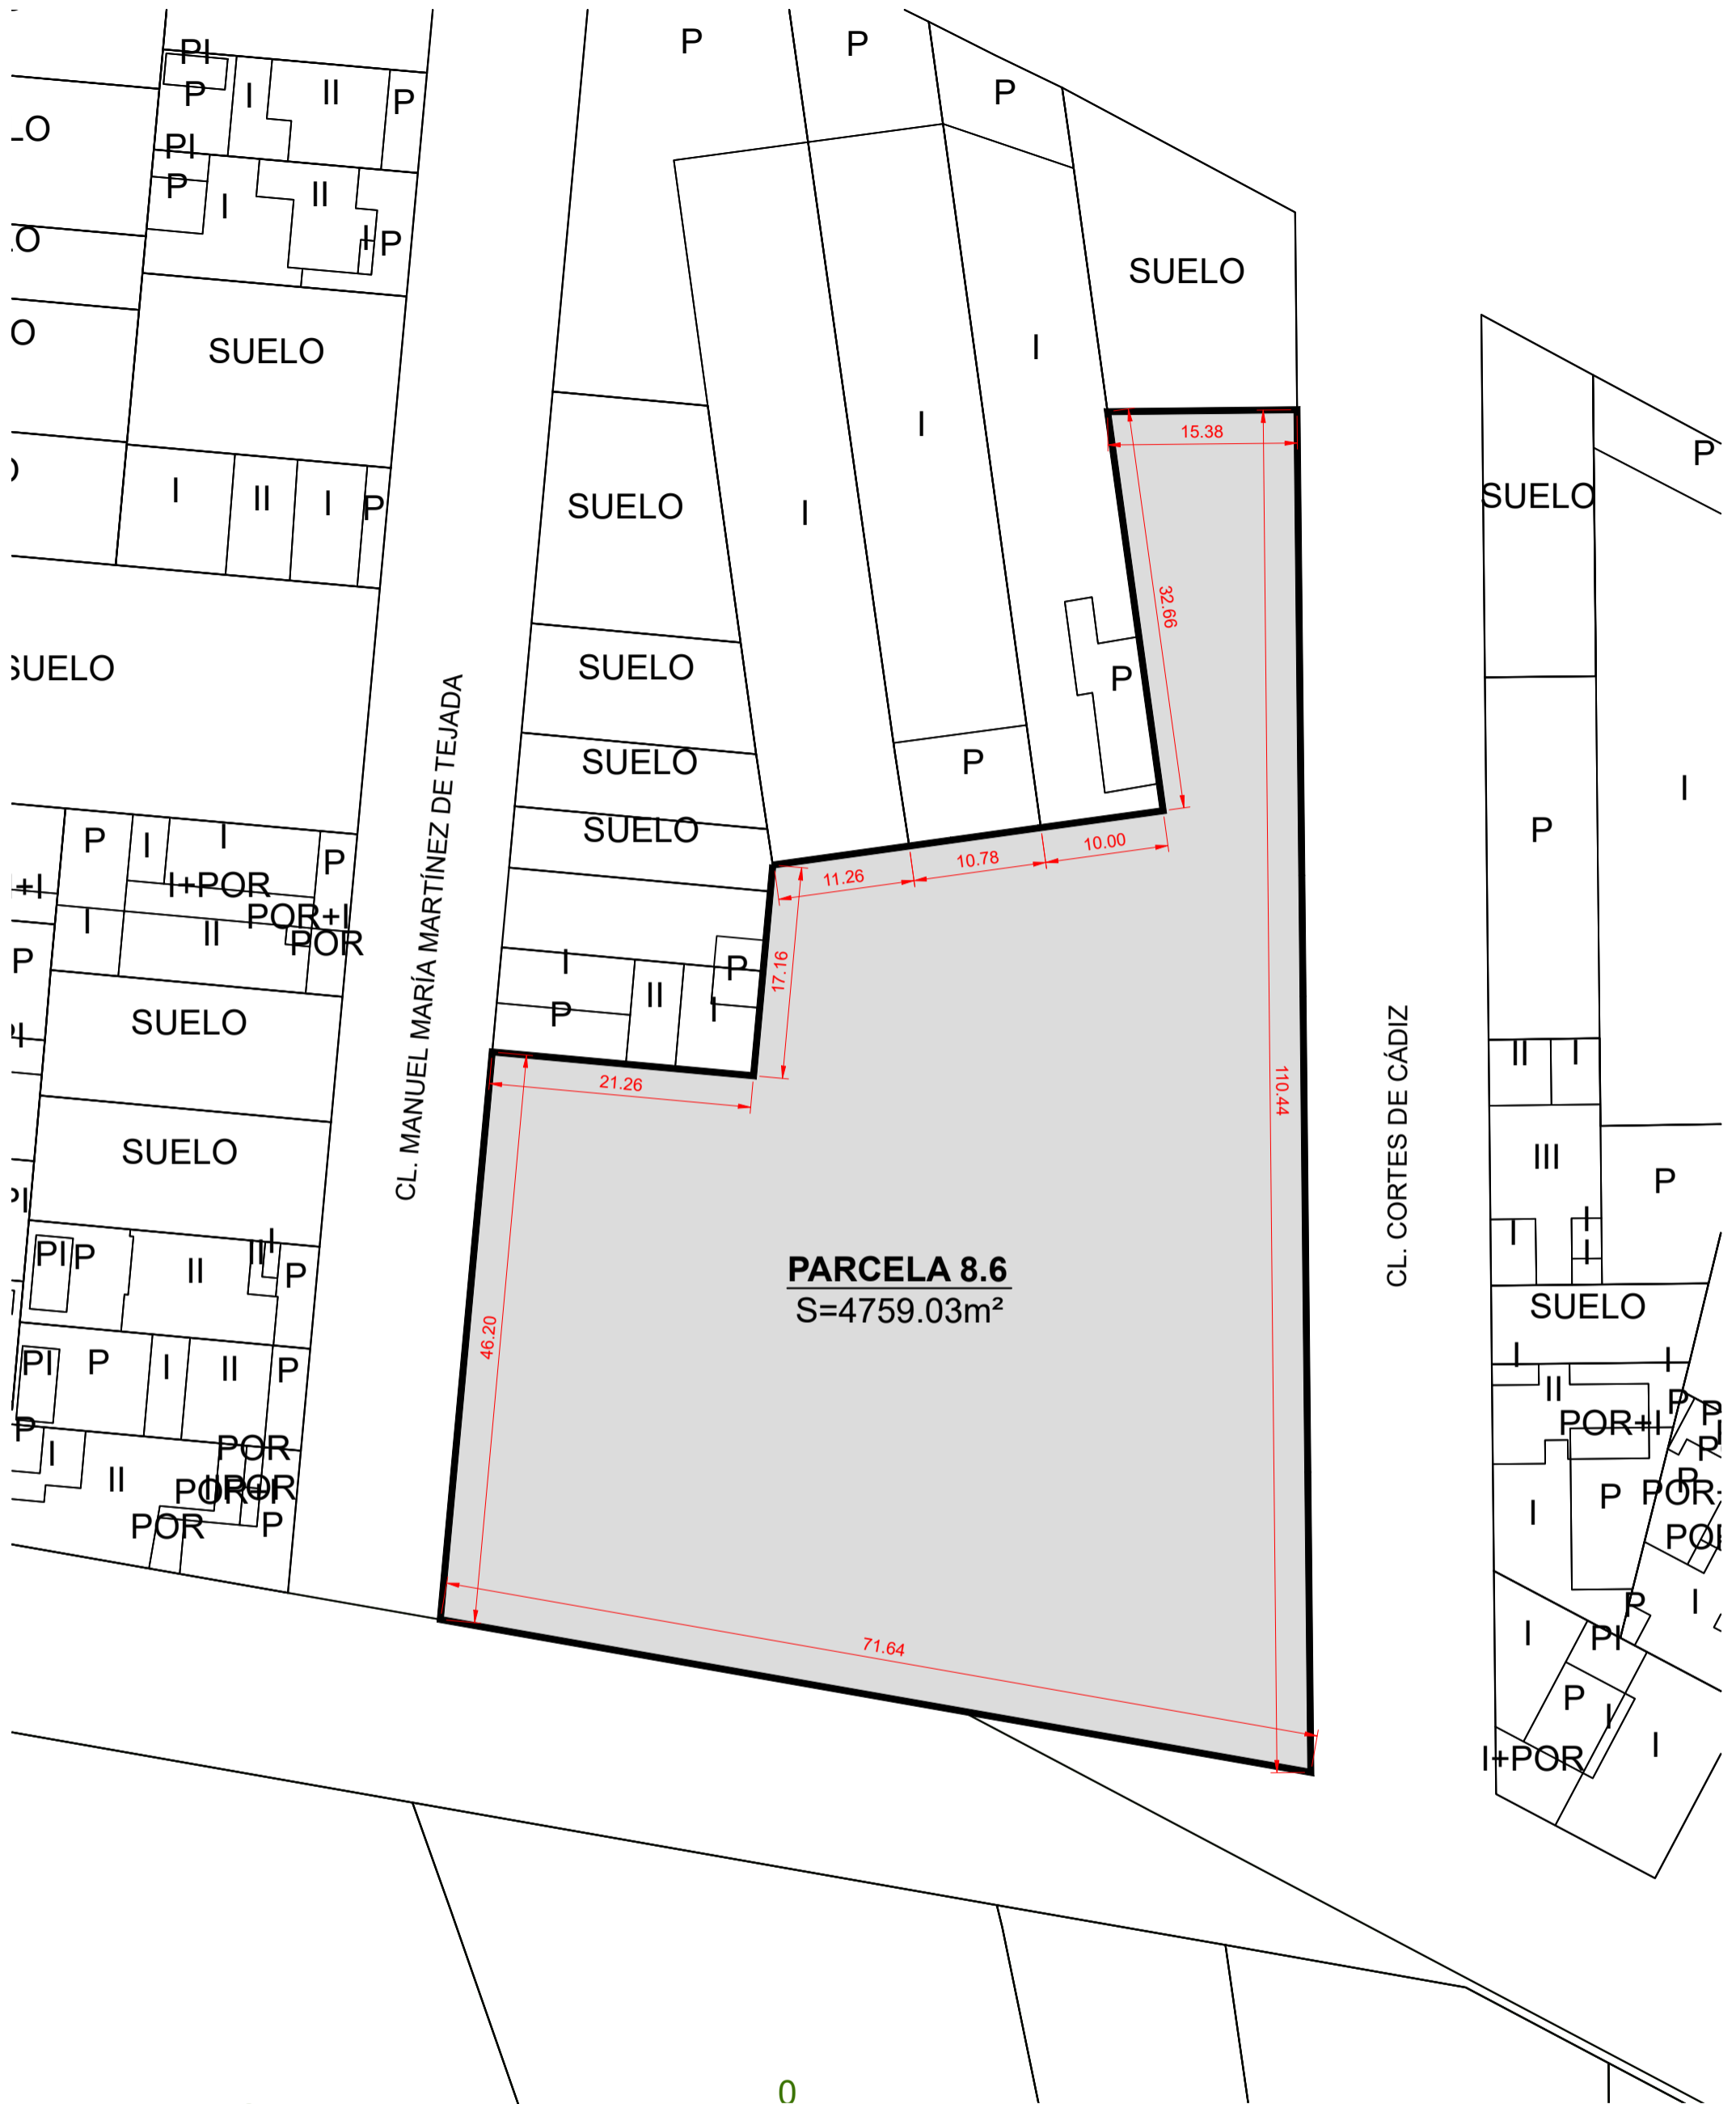 PI
P
I
II
P
P
P
P
LO
PI
P
I
II
I
P
SUELO
SUELO
I
I
I
SUELO
SUELO
SUELO
SUELO
SUELO
I
II
I
P
SUELO
P
P
I
CL. MANUEL MARÍA MARTÍNEZ DE TEJADA
CL. CORTES DE CÁDIZ
15.38
32.66
11.26
10.78
10.00
17.16
21.26
110.44
46.20
71.64
PARCELA 8.6
S=4759.03m²
P
P
I
P
II
P
I
P
I
I
P
I+POR
POR+I
POR
I
II
P
SUELO
SUELO
PI
P
II
II
I
P
PI
P
I
II
P
P
I
II
POR
POR+I
POR
POR
P
II
I
III
P
I
I
I
SUELO
I
I
II
POR+I
P
P
I
P
I
I
P
PI
P
I
I
I+POR
0